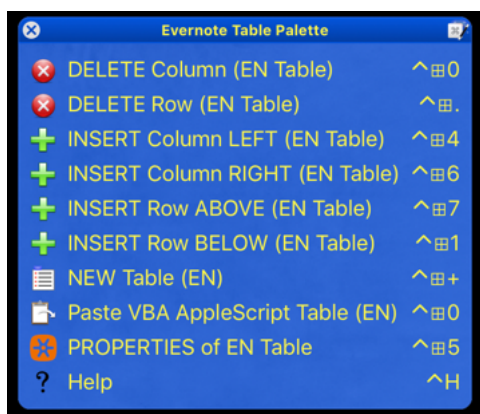 Evernote Table Palette
DELETE Column (EN Table) ^⊞0
DELETE Row (EN Table) ^⊞.
INSERT Column LEFT (EN Table) ^⊞4
INSERT Column RIGHT (EN Table) ^⊞6
INSERT Row ABOVE (EN Table) ^⊞7
INSERT Row BELOW (EN Table) ^⊞1
NEW Table (EN) ^⊞+
Paste VBA AppleScript Table (EN) ^⊞0
PROPERTIES of EN Table ^⊞5
? Help ^H